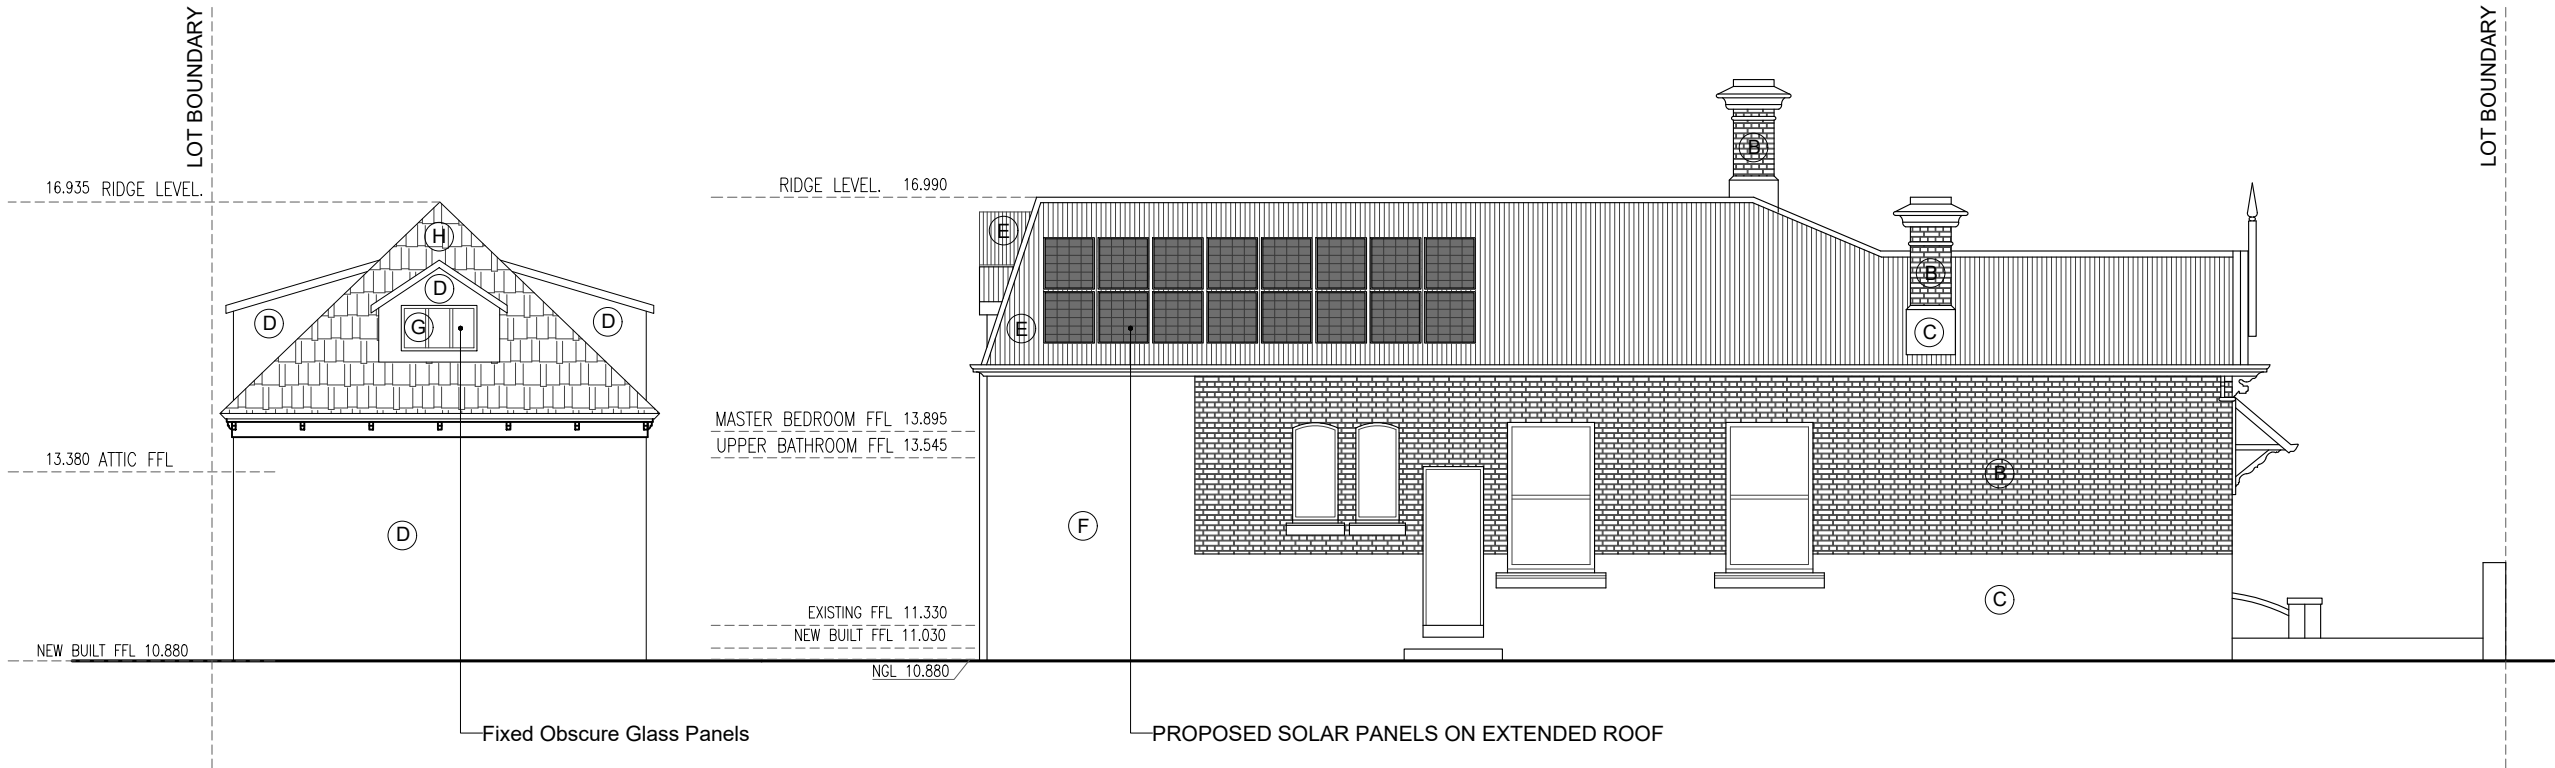 LOT BOUNDARY
LOT BOUNDARY
16.935 RIDGE LEVEL.
RIDGE LEVEL. 16.990
B
H
E
B
D
D
D
G
E
C
MASTER BEDROOM FFL 13.895
UPPER BATHROOM FFL 13.545
13.380 ATTIC FFL
B
D
F
C
EXISTING FFL 11.330
NEW BUILT FFL 11.030
NEW BUILT FFL 10.880
NGL 10.880
Fixed Obscure Glass Panels
PROPOSED SOLAR PANELS ON EXTENDED ROOF